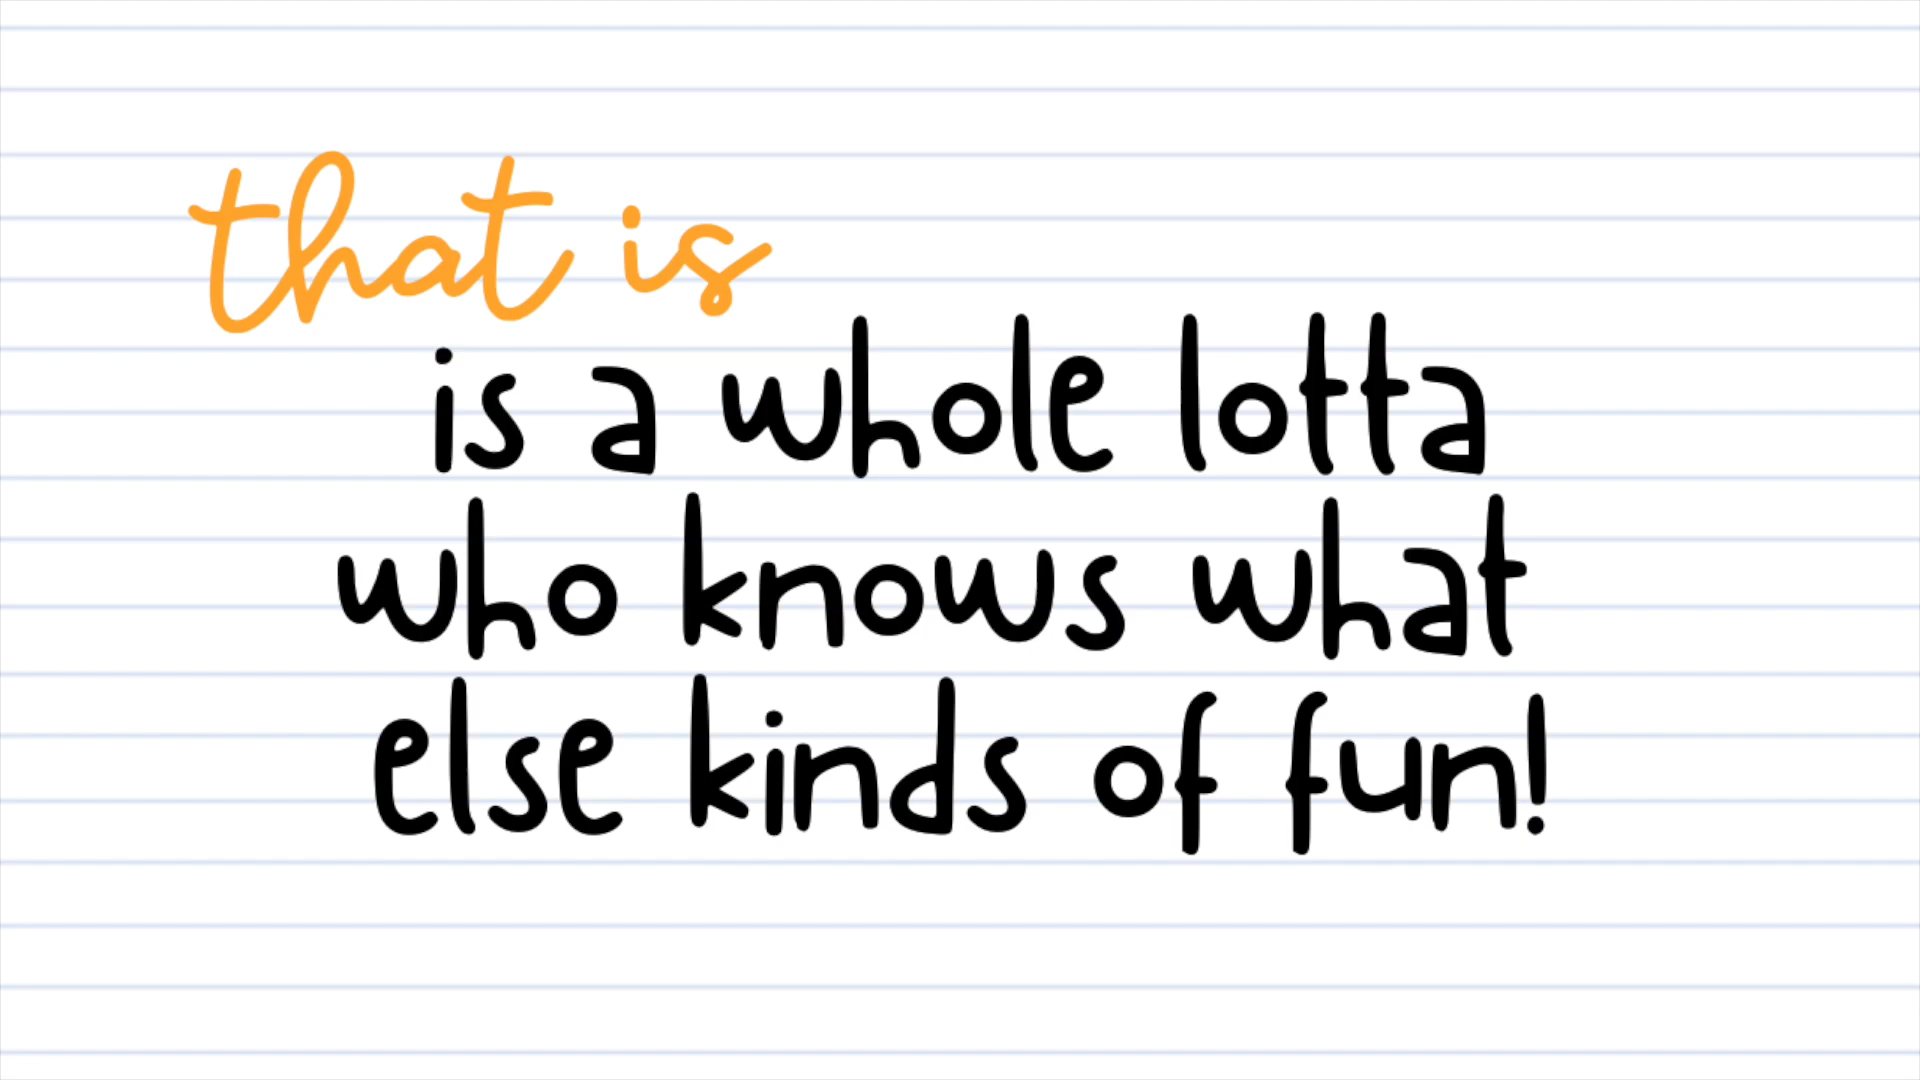 that is
is a whole lotta
who knows what
else kinds of fun!